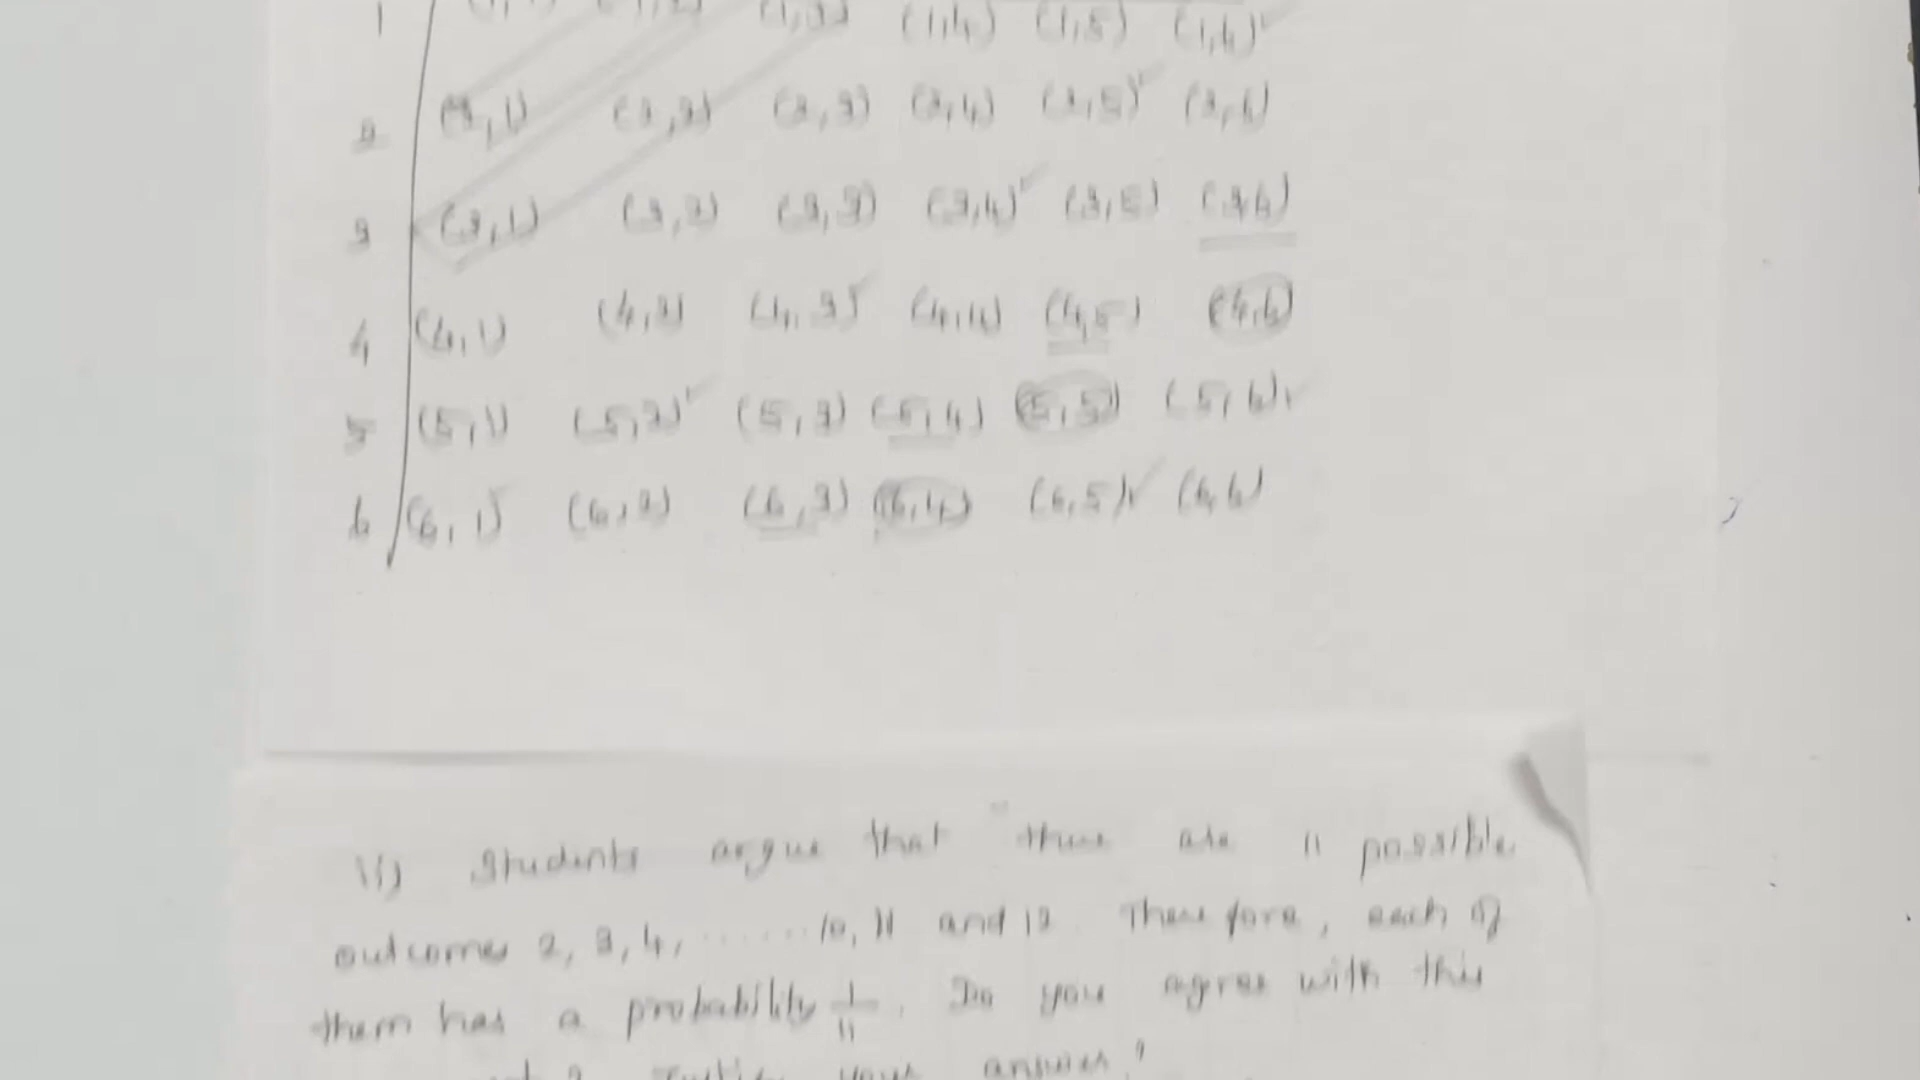 1 (1,3) (1,4) (1,5) (1,6)
2 (2,1) (2,2) (2,3) (2,4) (2,5) (2,6)
3 (3,1) (3,2) (3,3) (3,4) (3,5) (3,6)
4 (4,1) (4,2) (4,3) (4,4) (4,5) (4,6)
5 (5,1) (5,2) (5,3) (5,4) (5,5) (5,6)
6 (6,1) (6,2) (6,3) (6,4) (6,5) (6,6)
ii) Students argue that "there are 11 possible
outcomes 2, 3, 4, ...... 10, 11 and 12. Therefore, each of
them has a probability 1/11. Do you agree with this
your answer?